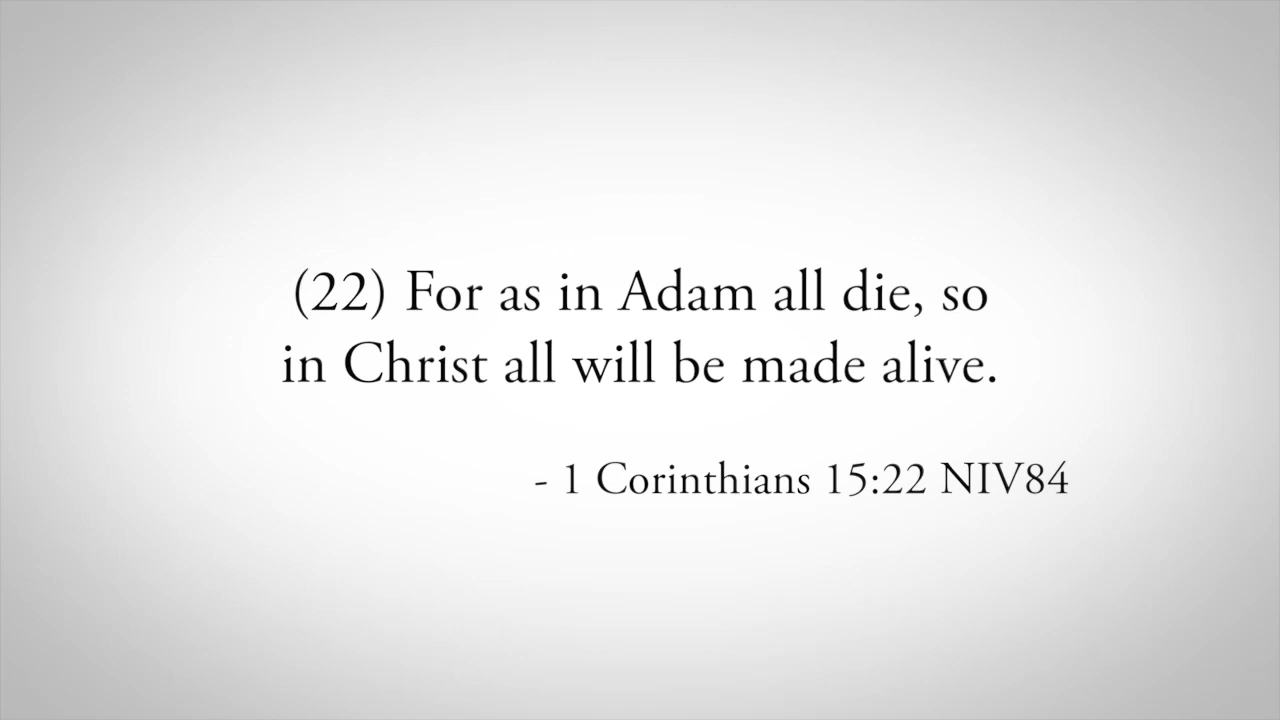 (22) For as in Adam all die, so
in Christ all will be made alive.
- 1 Corinthians 15:22 NIV84